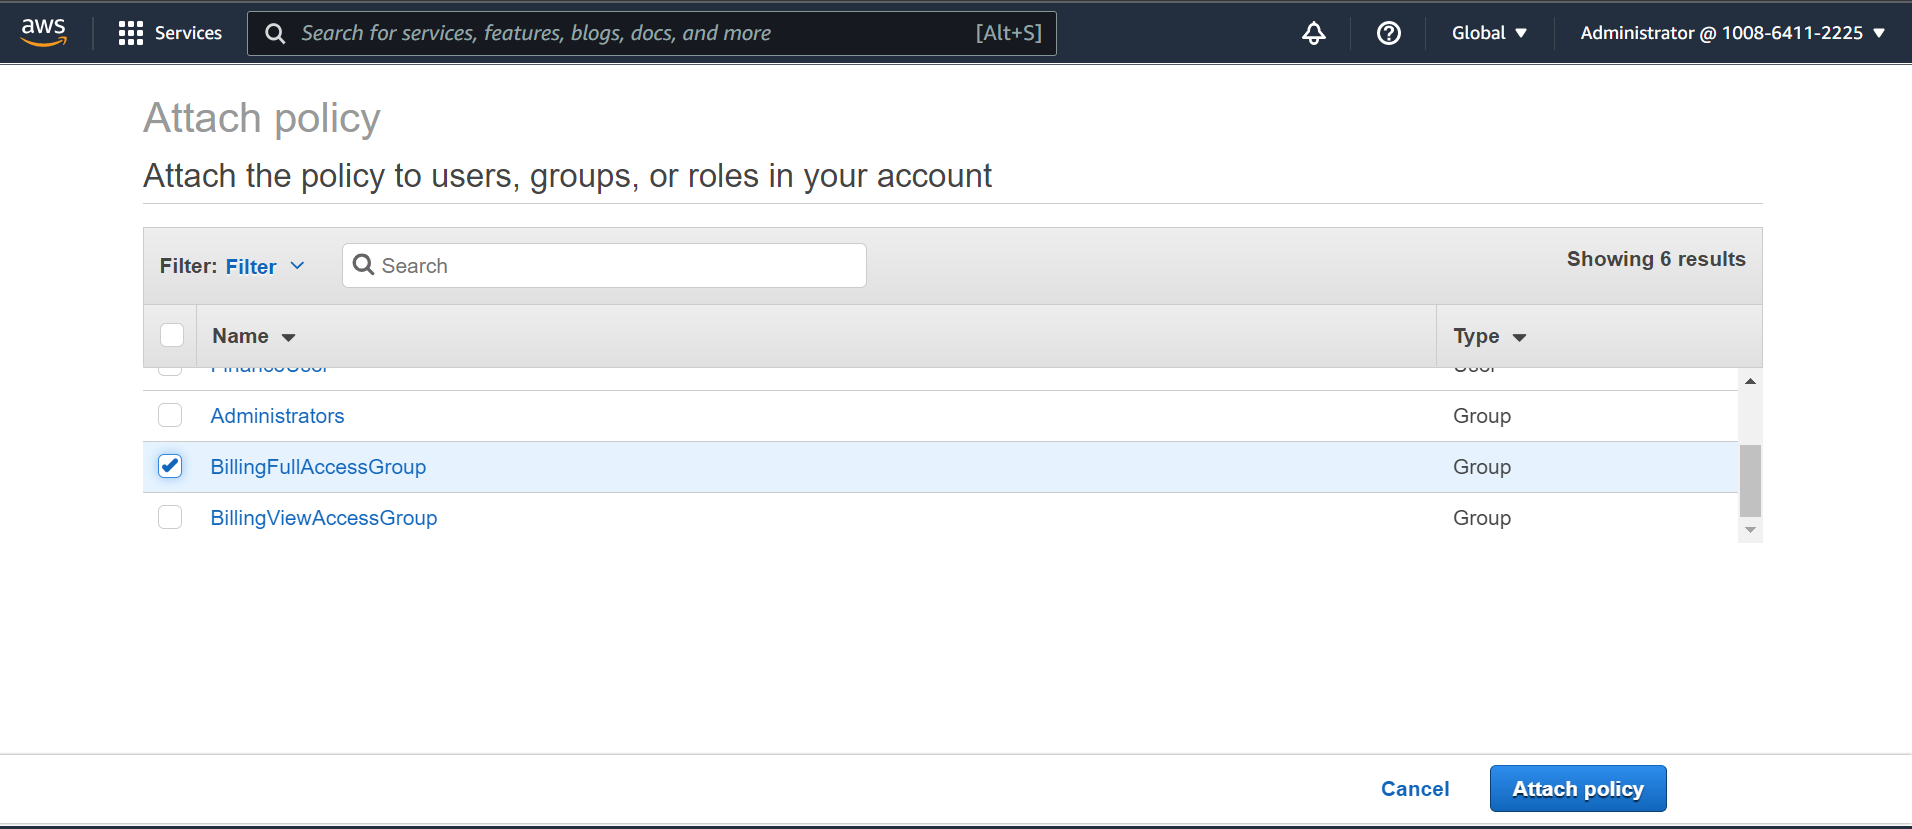 aws Services Search for services, features, blogs, docs, and more [Alt+S] Global Administrator @ 1008-6411-2225
Attach policy
Attach the policy to users, groups, or roles in your account
Filter: Filter Search Showing 6 results
Name Type
FinanceUser User
Administrators Group
BillingFullAccessGroup Group
BillingViewAccessGroup Group
Cancel Attach policy